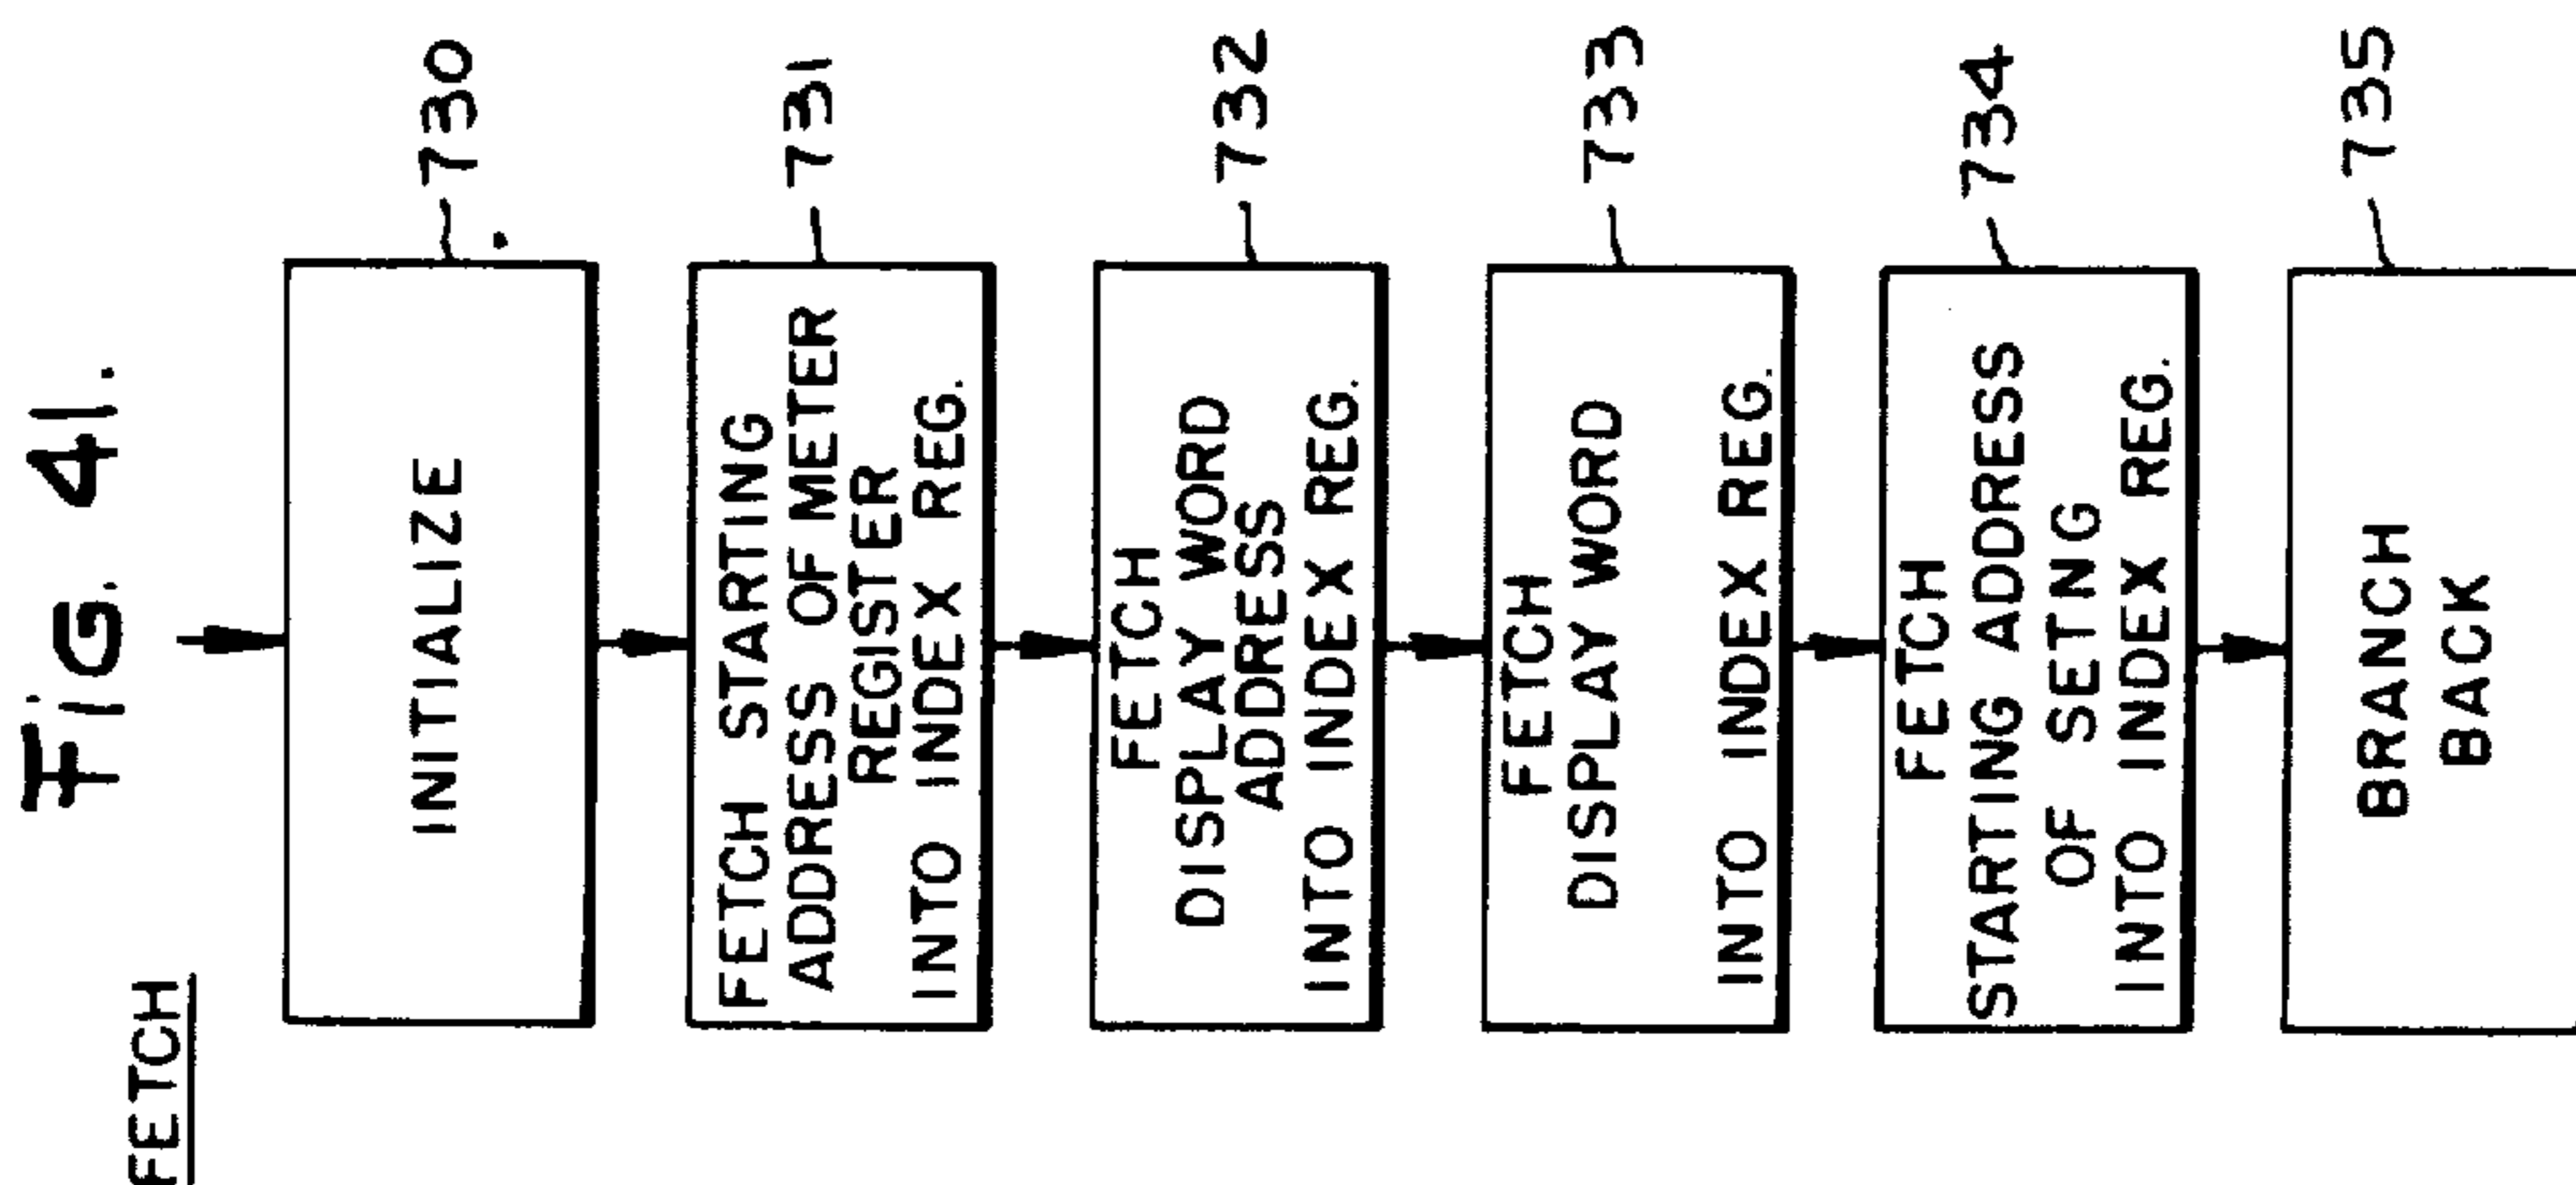 FIG. 41.
FETCH
INITIALIZE
730
FETCH STARTING
ADDRESS OF METER
REGISTER
INTO INDEX REG.
731
FETCH
DISPLAY WORD
ADDRESS
INTO INDEX REG.
732
FETCH
DISPLAY WORD
INTO INDEX REG.
733
FETCH
STARTING ADDRESS
OF SETNG
INTO INDEX REG.
734
BRANCH
BACK
735